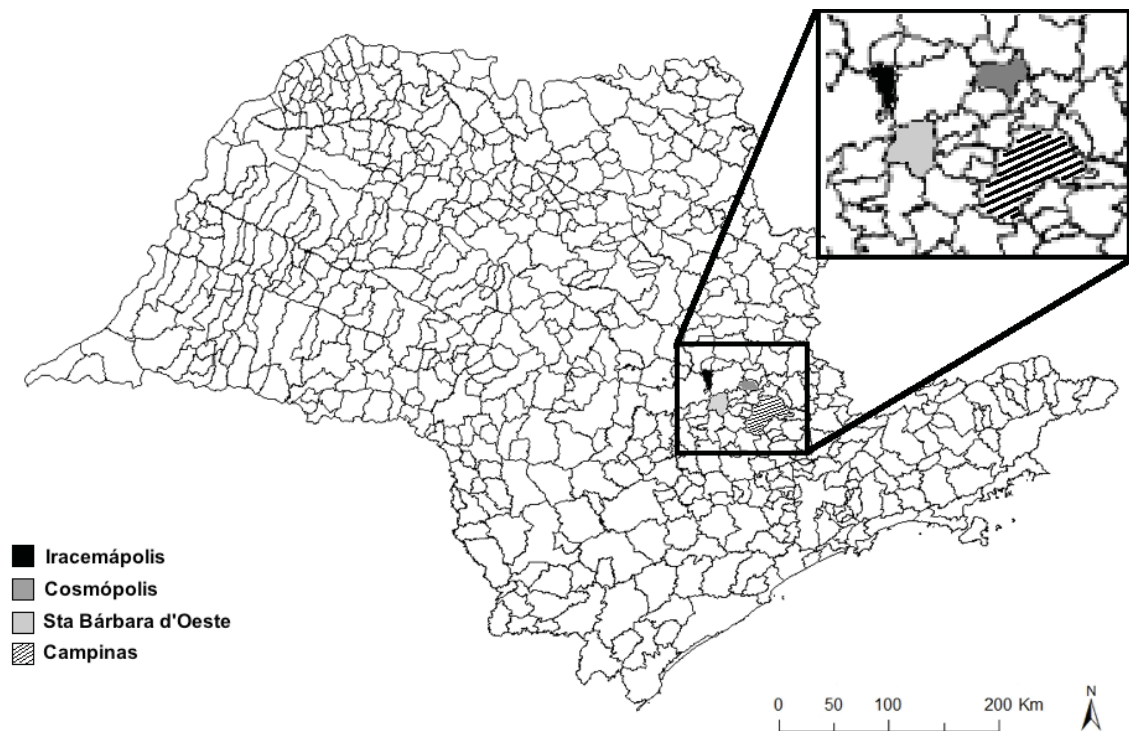 Iracemápolis
Cosmópolis
Sta Bárbara d'Oeste
Campinas
0 50 100 200 Km
N